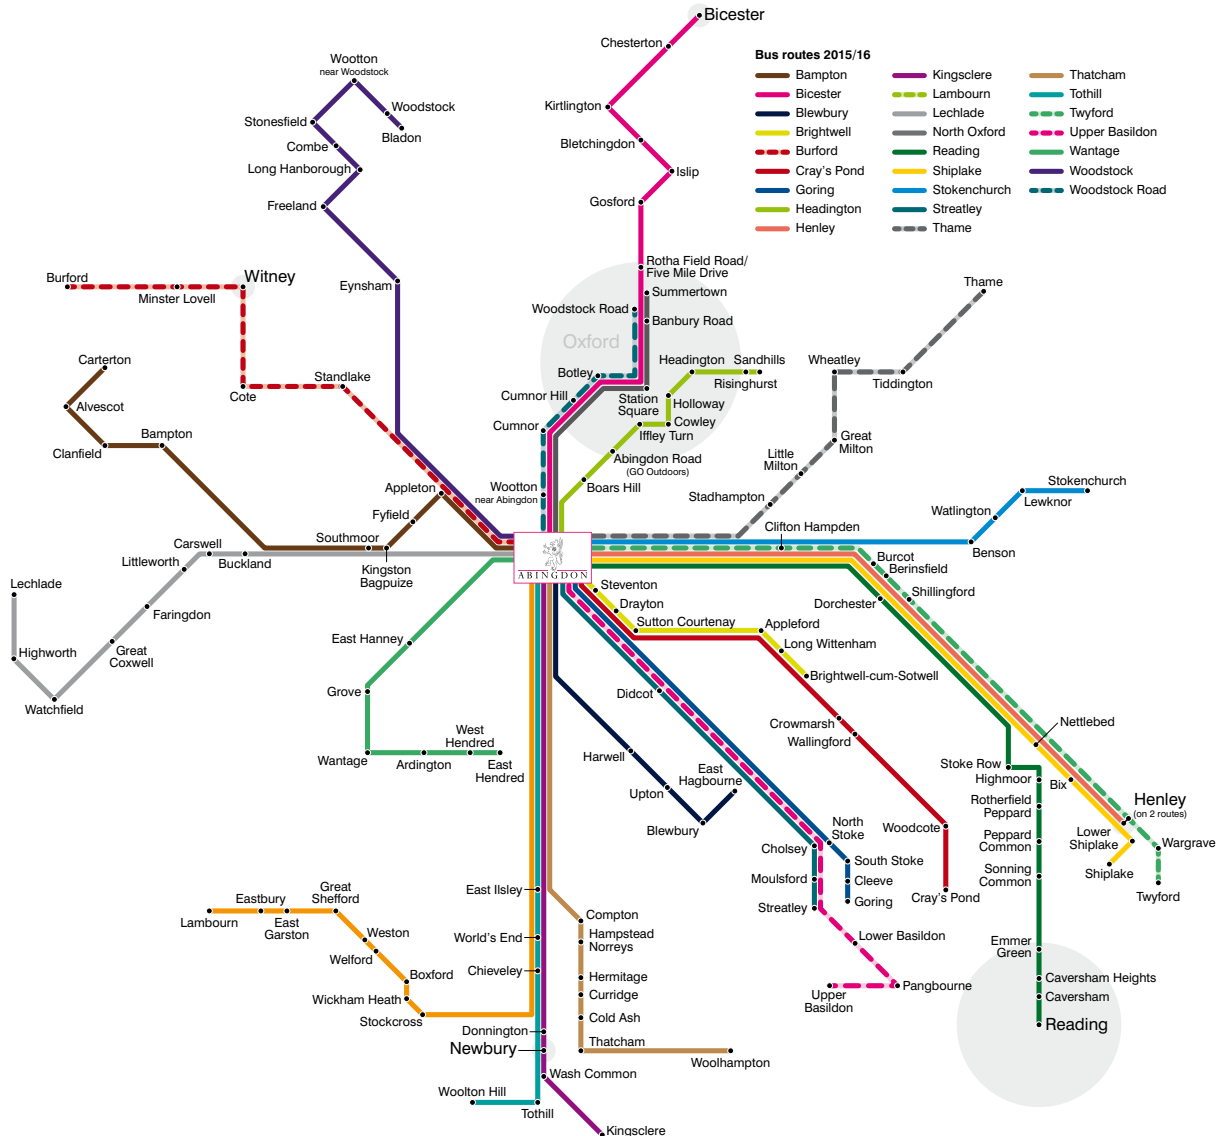 Bicester
Chesterton
Kirtlington
Bletchingdon
Islip
Gosford
Rotha Field Road/
Five Mile Drive
Summertown
Woodstock Road
Banbury Road
Oxford
Botley
Cumnor Hill
Cumnor
Station
Square
Wootton
near Abingdon
Headington
Sandhills
Risinghurst
Holloway
Cowley
Iffley Turn
Abingdon Road
(GO Outdoors)
Boars Hill
Bus routes 2015/16
Bampton
Bicester
Blewbury
Brightwell
Burford
Cray's Pond
Goring
Headington
Henley
Kingsclere
Lambourn
Lechlade
North Oxford
Reading
Shiplake
Stokenchurch
Streatley
Thame
Thatcham
Tothill
Twyford
Upper Basildon
Wantage
Woodstock
Woodstock Road
Wootton
near Woodstock
Woodstock
Bladon
Stonesfield
Combe
Long Hanborough
Freeland
Eynsham
Burford
Minster Lovell
Witney
Cote
Standlake
Carterton
Alvescot
Clanfield
Bampton
Appleton
Fyfield
Southmoor
Kingston
Bagpuize
Carswell
Buckland
Littleworth
Faringdon
Great
Coxwell
Watchfield
Highworth
Lechlade
ABINGDON
Thame
Tiddington
Wheatley
Great
Milton
Little
Milton
Stadhampton
Clifton Hampden
Stokenchurch
Lewknor
Watlington
Benson
Burcot
Berinsfield
Shillingford
Dorchester
Steventon
Drayton
Sutton Courtenay
Appleford
Long Wittenham
Brightwell-cum-Sotwell
Didcot
Crowmarsh
Wallingford
Woodcote
Cray's Pond
Nettlebed
Stoke Row
Highmoor
Bix
Henley
(on 2 routes)
Rotherfield
Peppard
Peppard
Common
Lower
Shiplake
Shiplake
Wargrave
Twyford
Sonning
Common
Emmer
Green
Caversham Heights
Caversham
Reading
East Hanney
Grove
Wantage
Ardington
West
Hendred
East
Hendred
Harwell
Upton
East
Hagbourne
Blewbury
Cholsey
Moulsford
Streatley
North
Stoke
South Stoke
Cleeve
Goring
Lower Basildon
Pangbourne
Upper
Basildon
East Ilsley
World's End
Chieveley
Compton
Hampstead
Norreys
Hermitage
Curridge
Cold Ash
Thatcham
Woolhampton
Lambourn
Eastbury
East
Garston
Great
Shefford
Weston
Welford
Boxford
Wickham Heath
Stockcross
Donnington
Newbury
Wash Common
Woolton Hill
Tothill
Kingsclere